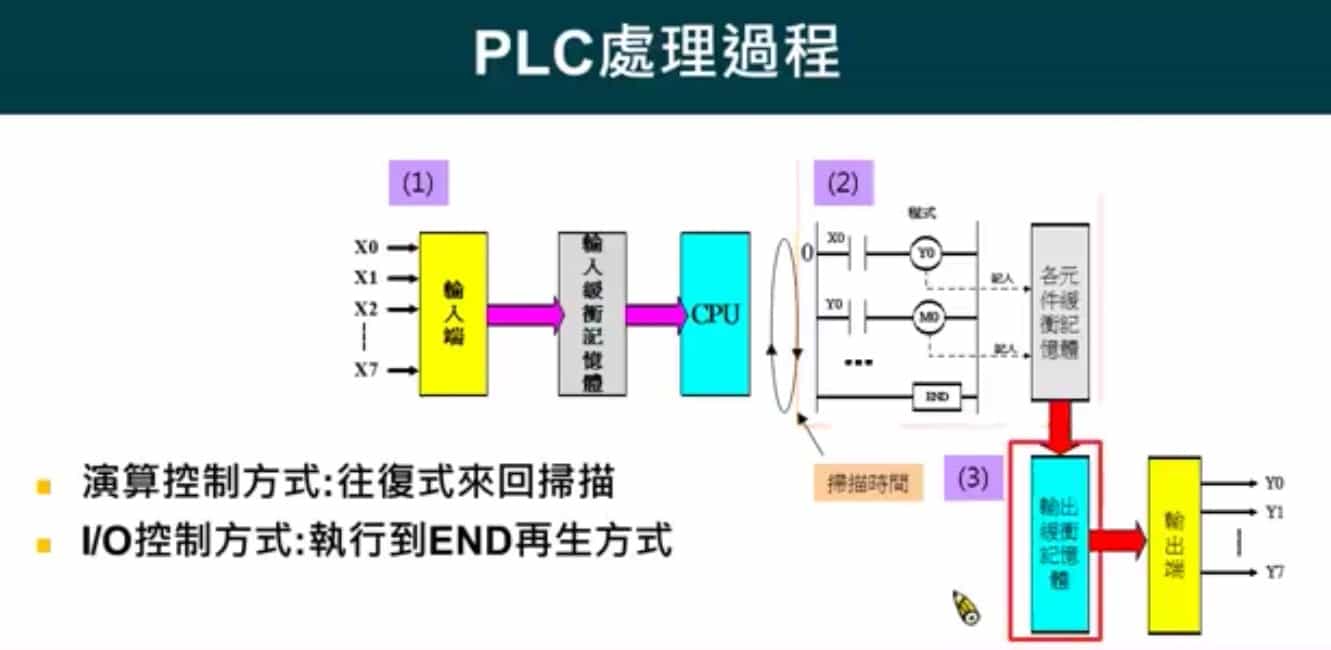 PLC處理過程
(1)
(2)
程式
X0
X1
X2
X7
輸入端
輸入緩衝記憶體
CPU
0
X0
Y0
記入
Y0
M0
記入
END
各元件緩衝記憶體
掃描時間
(3)
輸出緩衝記憶體
輸出端
Y0
Y1
Y7
演算控制方式:往復式來回掃描
I/O控制方式:執行到END再生方式